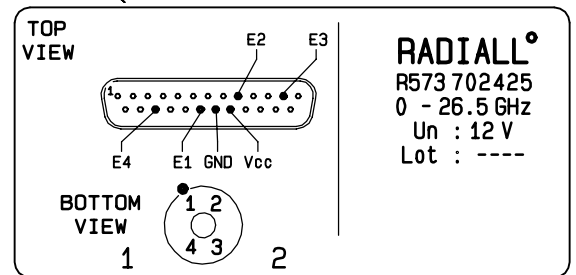 TOP
VIEW
E2
E3
1
E4
E1
GND
Vcc
BOTTOM
VIEW
1 2
4 3
1
2
RADIALL°
R573 702425
0 - 26.5 GHz
Un : 12 V
Lot : ----